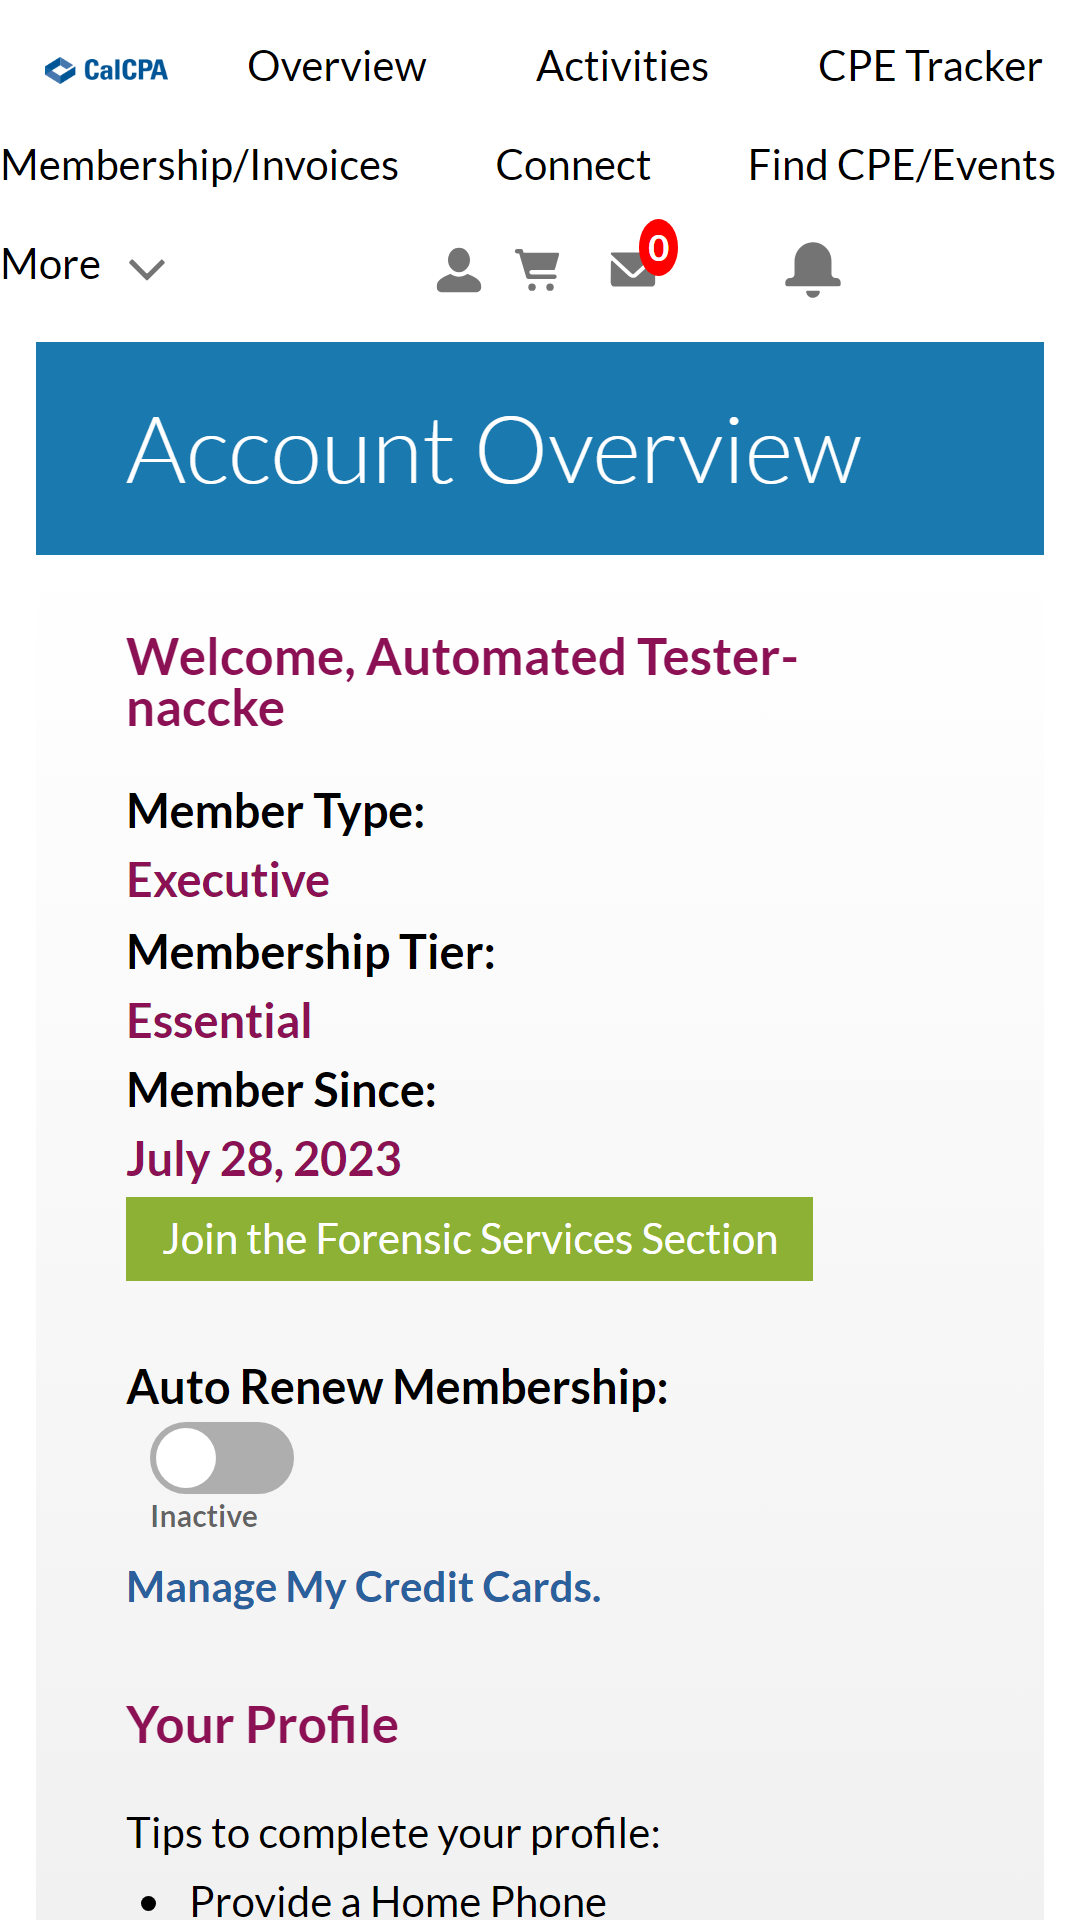 CalCPA Overview Activities CPE Tracker
Membership/Invoices Connect Find CPE/Events
More 0
Account Overview
Welcome, Automated Tester-
naccke
Member Type:
Executive
Membership Tier:
Essential
Member Since:
July 28, 2023
Join the Forensic Services Section
Auto Renew Membership:
Inactive
Manage My Credit Cards.
Your Profile
Tips to complete your profile:
• Provide a Home Phone